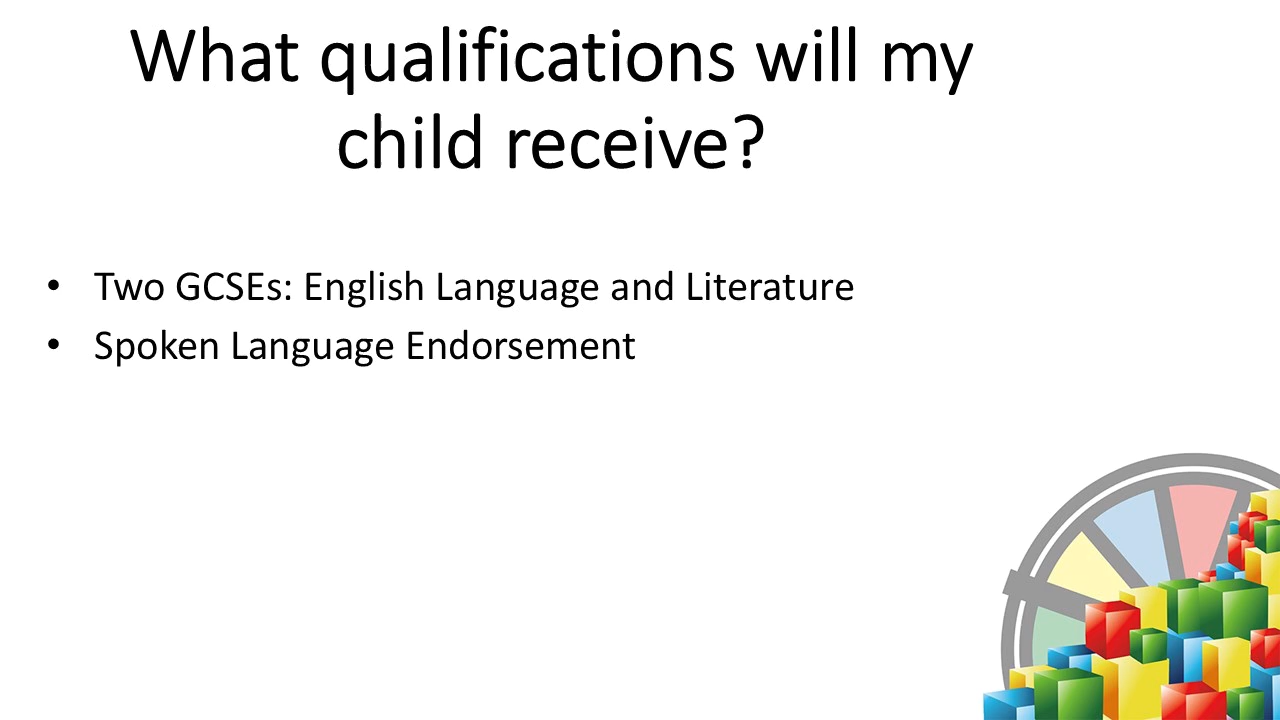 What qualifications will my
child receive?
• Two GCSEs: English Language and Literature
• Spoken Language Endorsement